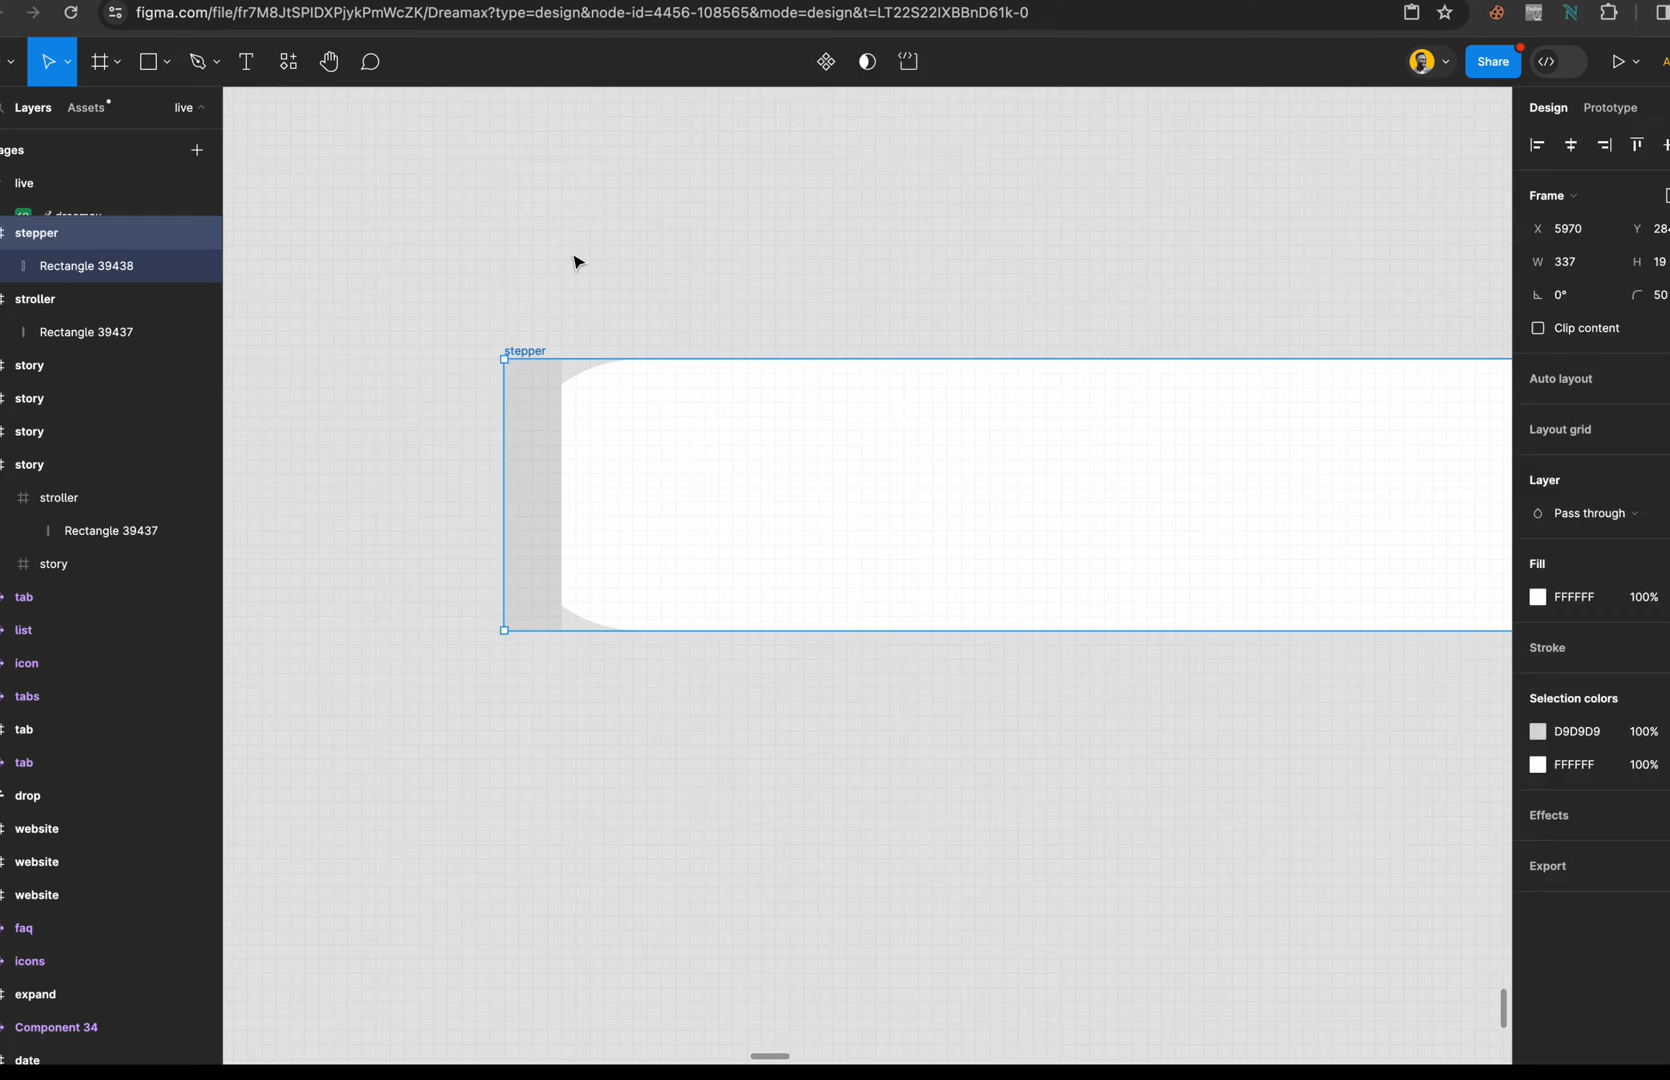 figma.com/file/fr7M8JtSPIDXPjykPmWcZK/Dreamax?type=design&node-id=4456-108565&mode=design&t=LT22S22IXBBnD61k-0
Share
Layers
Assets
live
Design
Prototype
ages
live
dreamax
stepper
Rectangle 39438
stroller
Rectangle 39437
story
story
story
story
stroller
Rectangle 39437
story
tab
list
icon
tabs
tab
tab
drop
website
website
website
faq
icons
expand
Component 34
date
stepper
Frame
X 5970
Y 284
W 337
H 19
0°
50
Clip content
Auto layout
Layout grid
Layer
Pass through
Fill
FFFFFF 100%
Stroke
Selection colors
D9D9D9 100%
FFFFFF 100%
Effects
Export